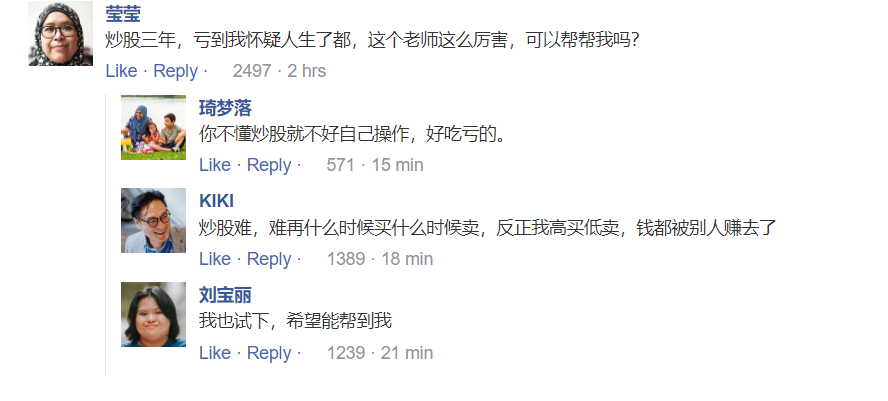 莹莹
炒股三年，亏到我怀疑人生了都，这个老师这么厉害，可以帮帮我吗?
Like · Reply · 2497 · 2 hrs
琦梦落
你不懂炒股就不好自己操作，好吃亏的。
Like · Reply · 571 · 15 min
KIKI
炒股难，难再什么时候买什么时候卖，反正我高买低卖，钱都被别人赚去了
Like · Reply · 1389 · 18 min
刘宝丽
我也试下，希望能帮到我
Like · Reply · 1239 · 21 min